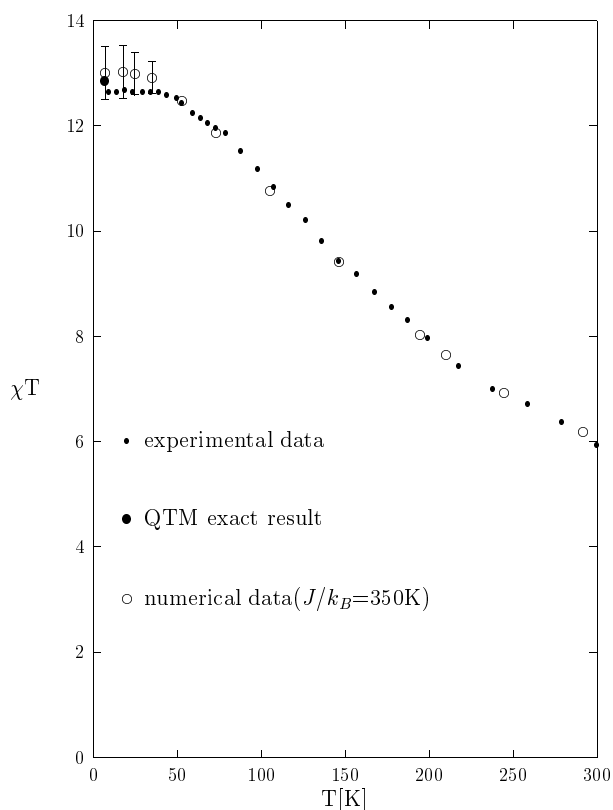 14
12
10
8
χT
6
experimental data
QTM exact result
4
numerical data(J/k_B=350K)
2
0
0 50 100 150 200 250 300
T[K]